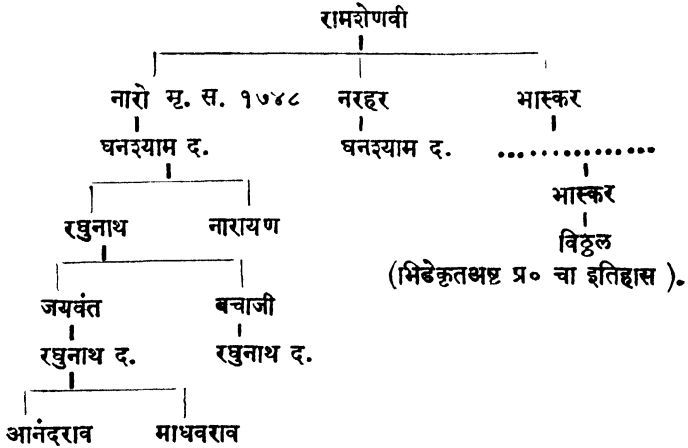 रामशेणवी
नारो मृ. स. १७४८ नरहर भास्कर
घनश्याम द. घनश्याम द. ..............
रघुनाथ नारायण भास्कर
विठ्ठल
(भिडेकृतअष्ट प्र० चा इतिहास ).
जयवंत बचाजी
रघुनाथ द. रघुनाथ द.
आनंदराव माधवराव